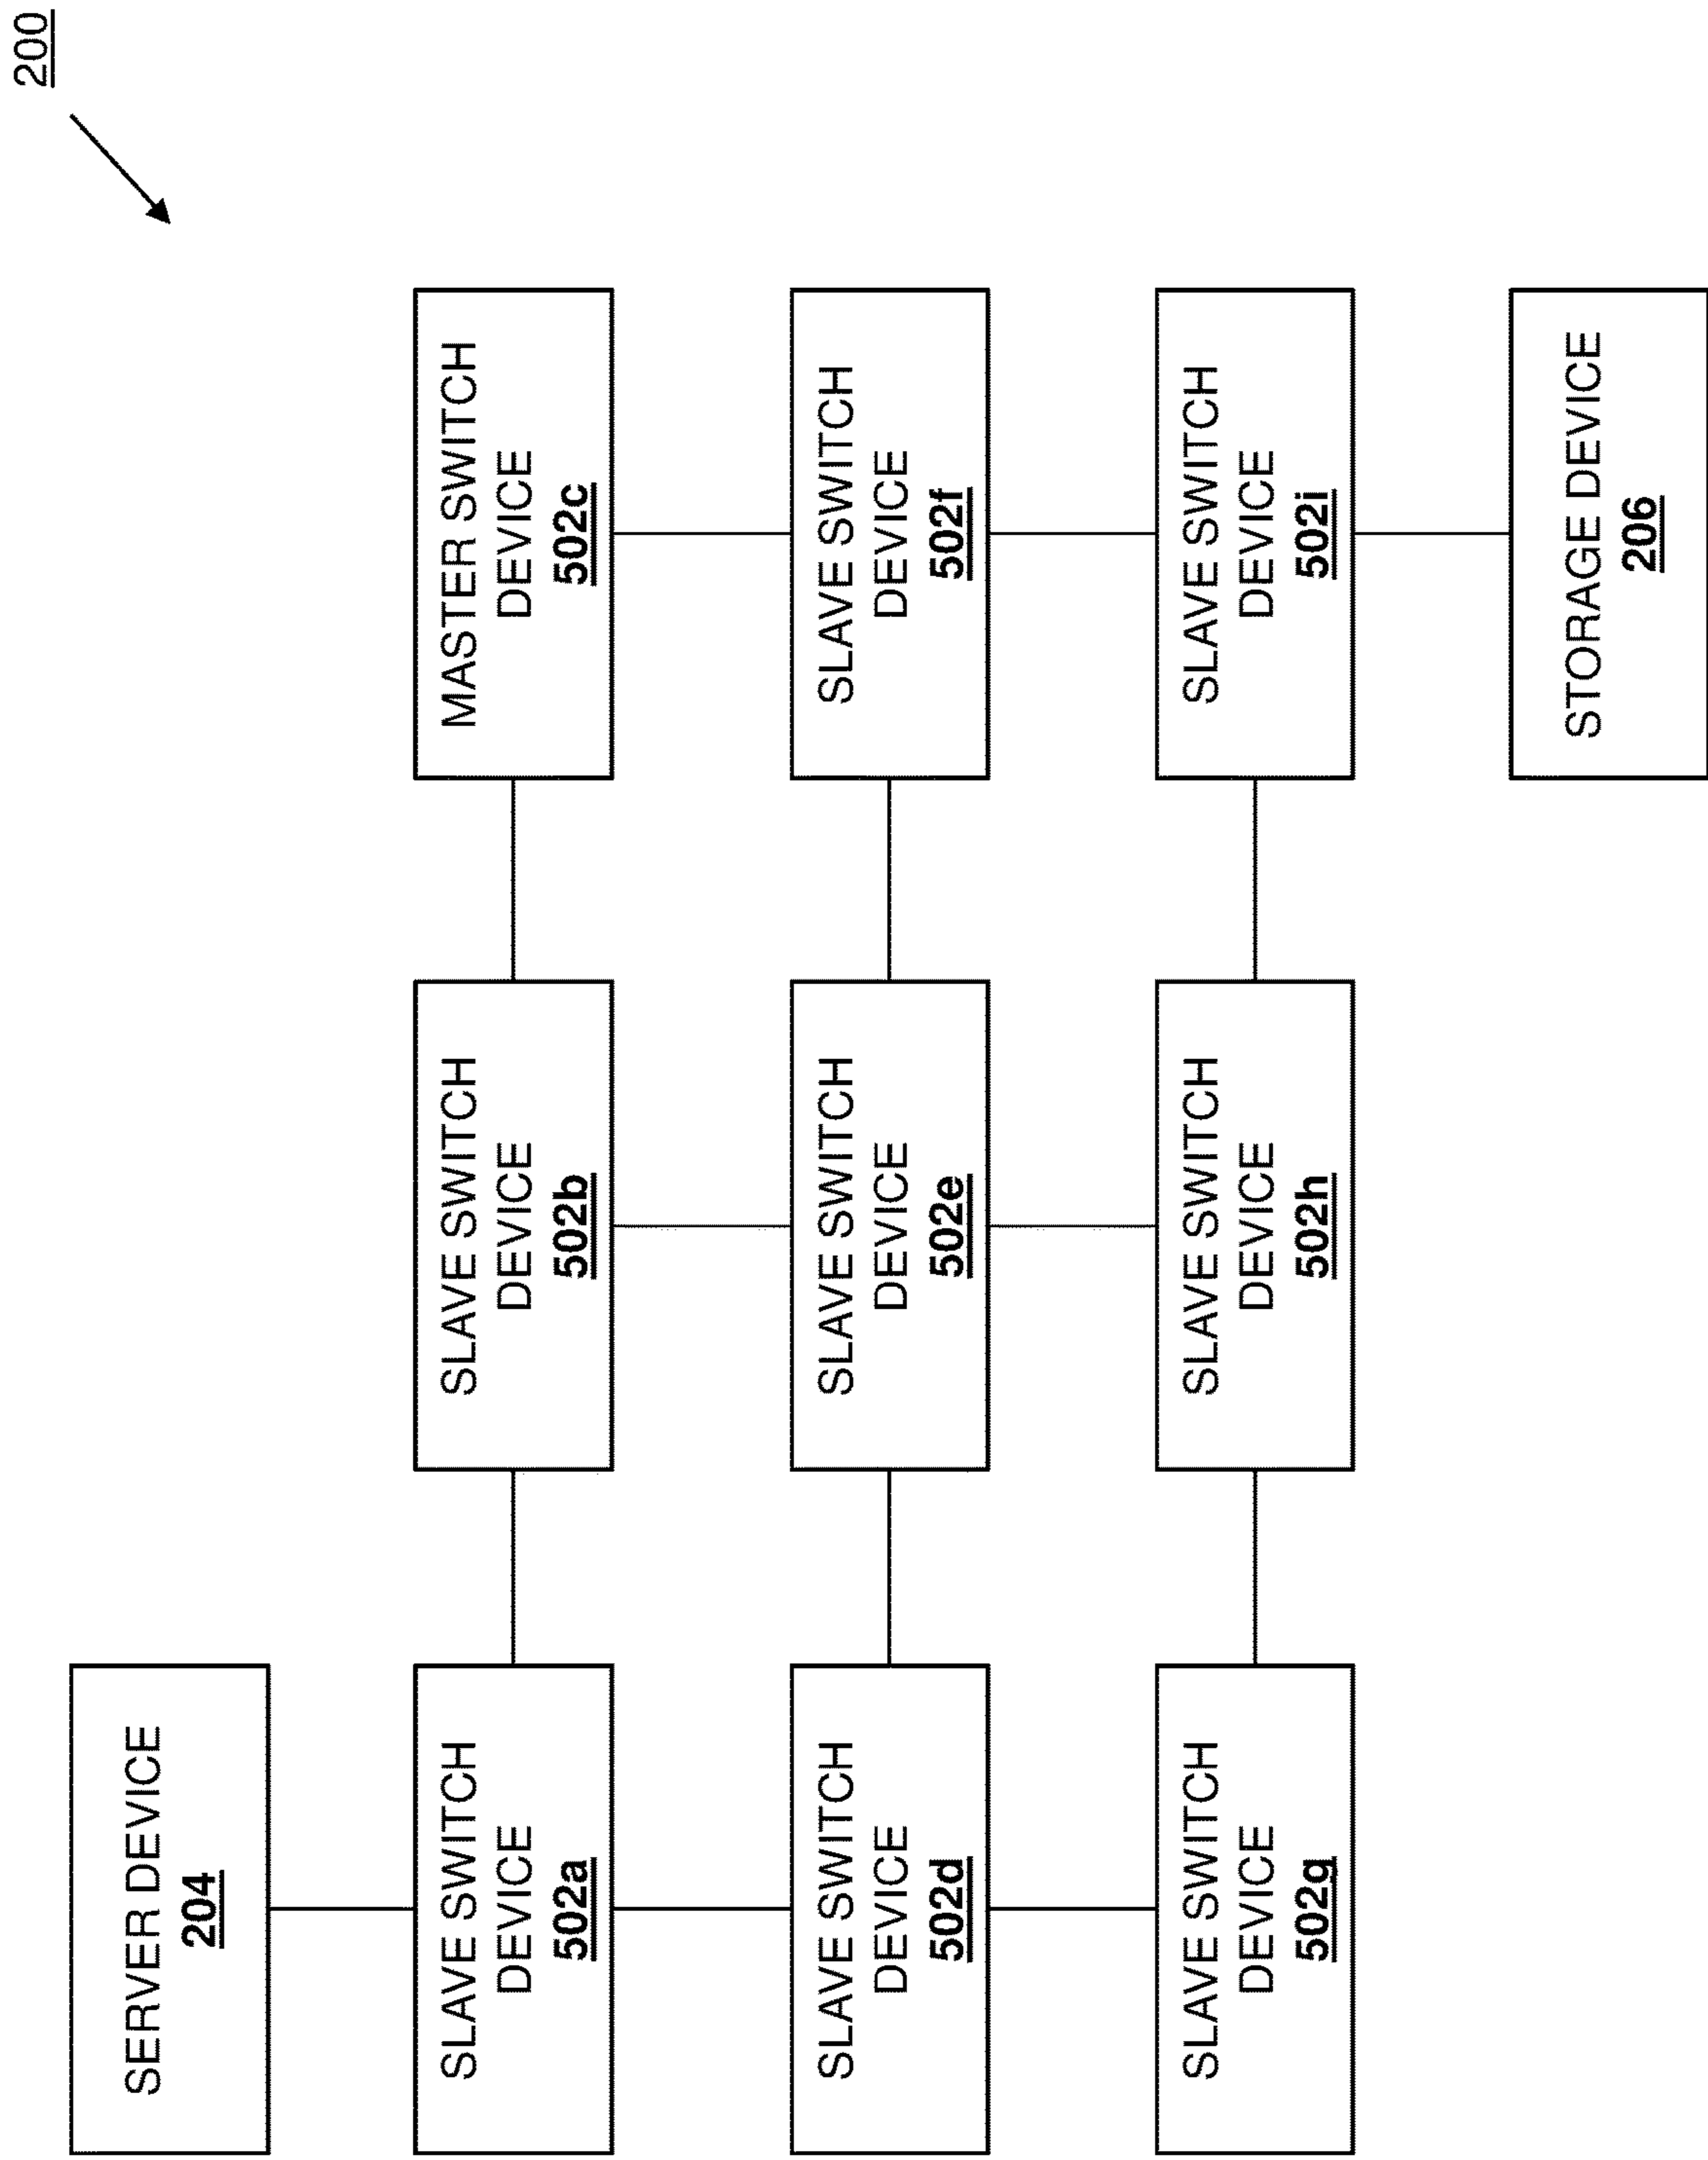 200
SERVER DEVICE
204
SLAVE SWITCH
DEVICE
502a
SLAVE SWITCH
DEVICE
502b
MASTER SWITCH
DEVICE
502c
SLAVE SWITCH
DEVICE
502d
SLAVE SWITCH
DEVICE
502e
SLAVE SWITCH
DEVICE
502f
SLAVE SWITCH
DEVICE
502g
SLAVE SWITCH
DEVICE
502h
SLAVE SWITCH
DEVICE
502i
STORAGE DEVICE
206